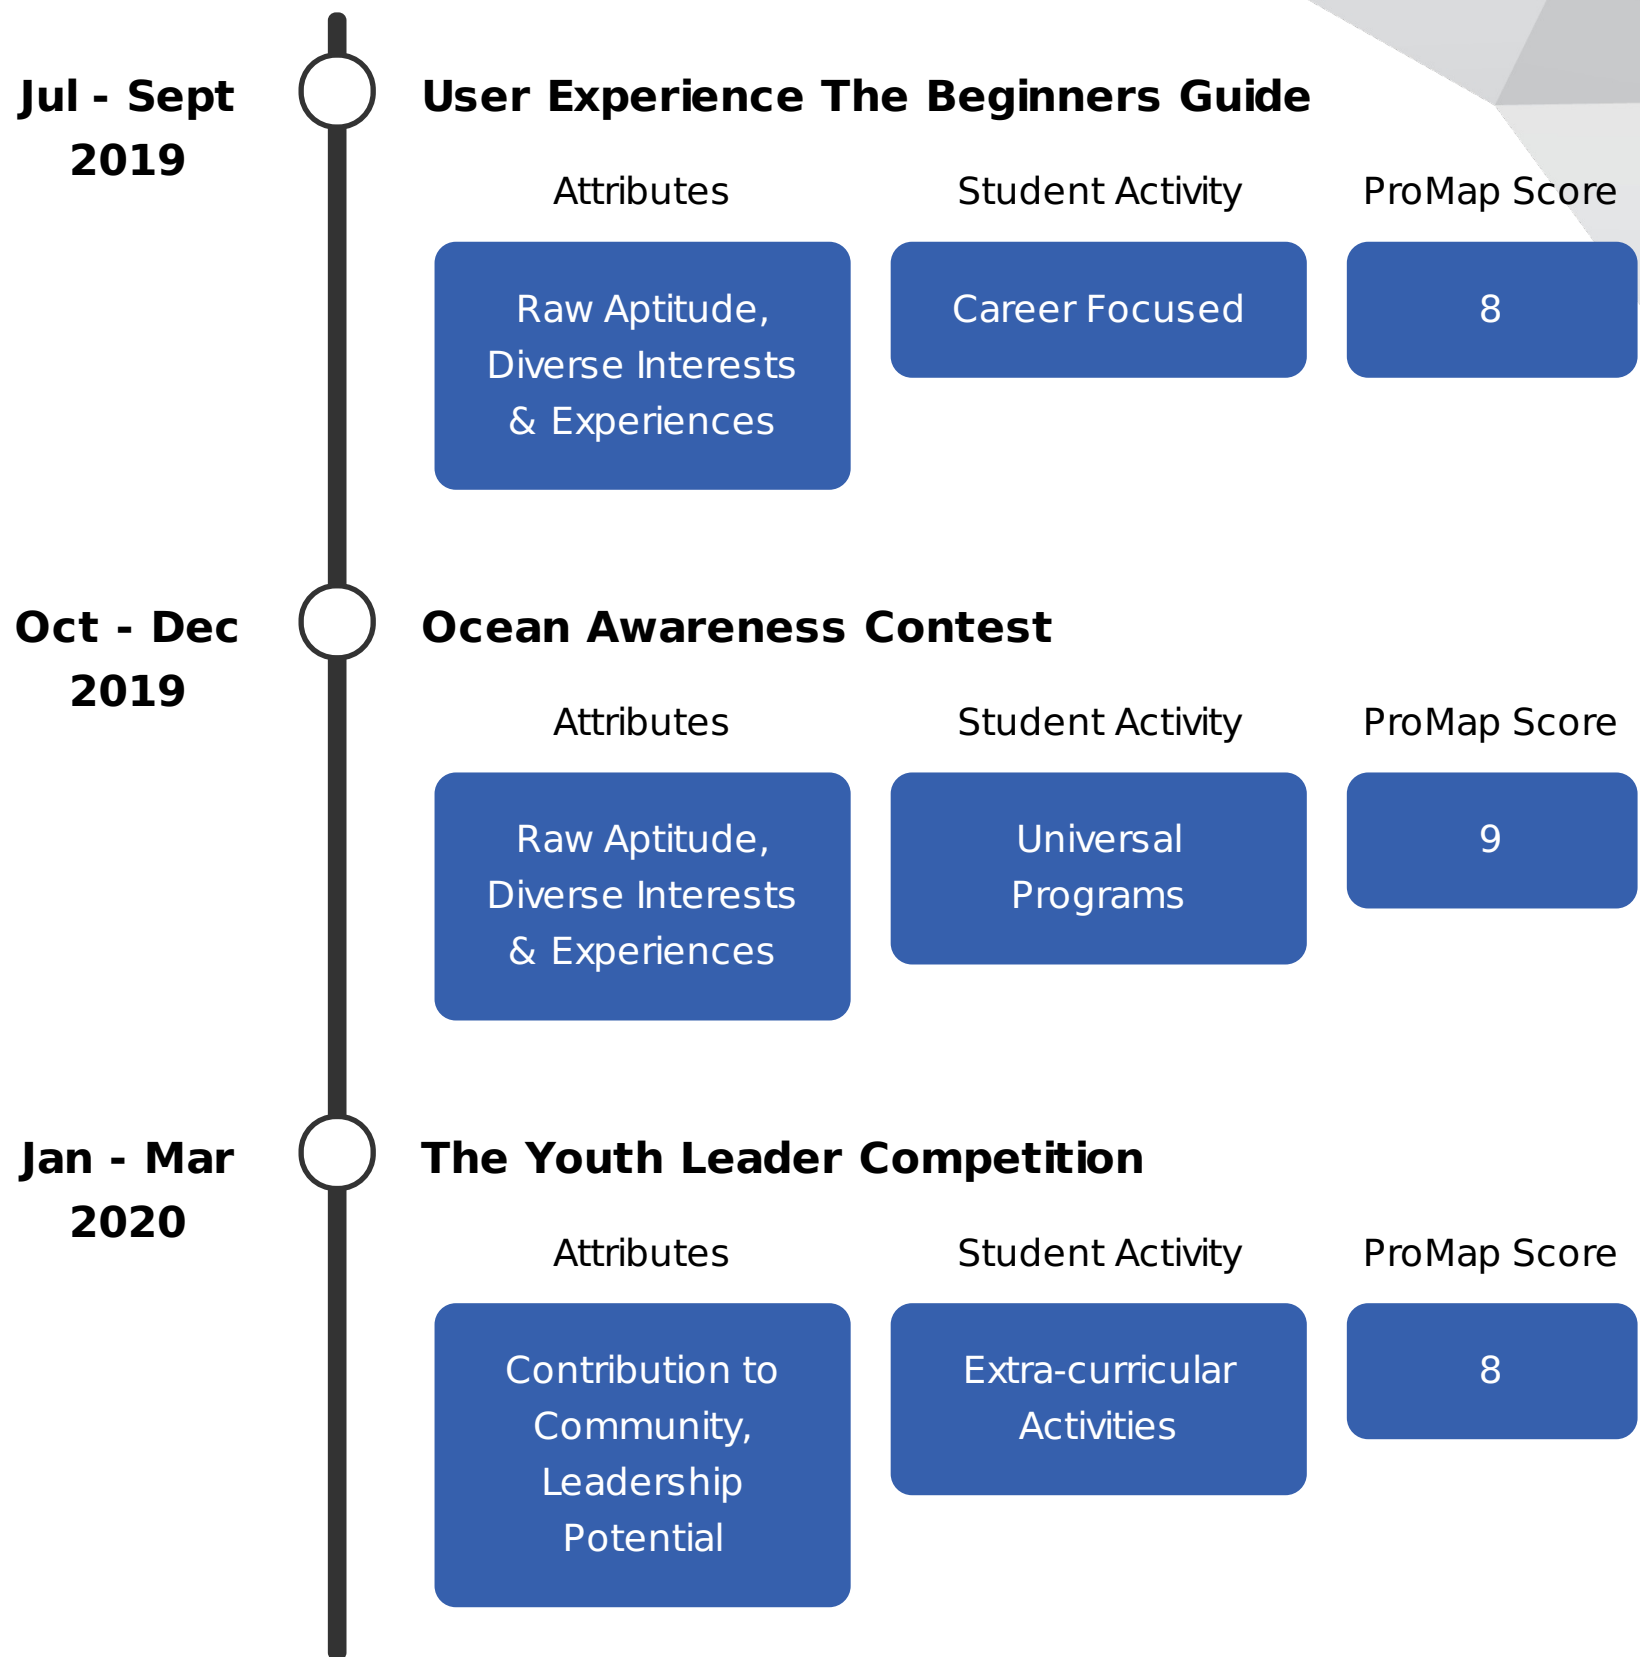 Jul - Sept
2019
User Experience The Beginners Guide
Attributes
Student Activity
ProMap Score
Raw Aptitude,
Diverse Interests
& Experiences
Career Focused
8
Oct - Dec
2019
Ocean Awareness Contest
Attributes
Student Activity
ProMap Score
Raw Aptitude,
Diverse Interests
& Experiences
Universal
Programs
9
Jan - Mar
2020
The Youth Leader Competition
Attributes
Student Activity
ProMap Score
Contribution to
Community,
Leadership
Potential
Extra-curricular
Activities
8